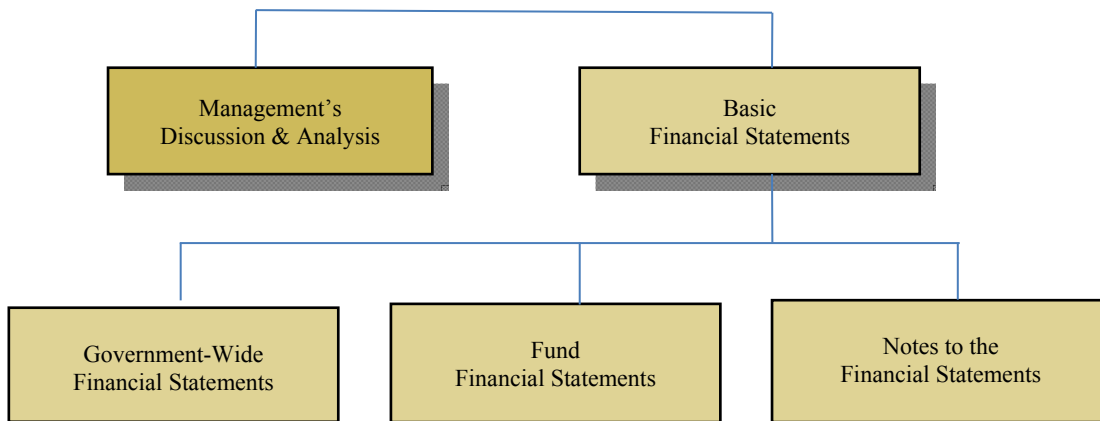 Management’s
Discussion & Analysis
Basic
Financial Statements
Government-Wide
Financial Statements
Fund
Financial Statements
Notes to the
Financial Statements